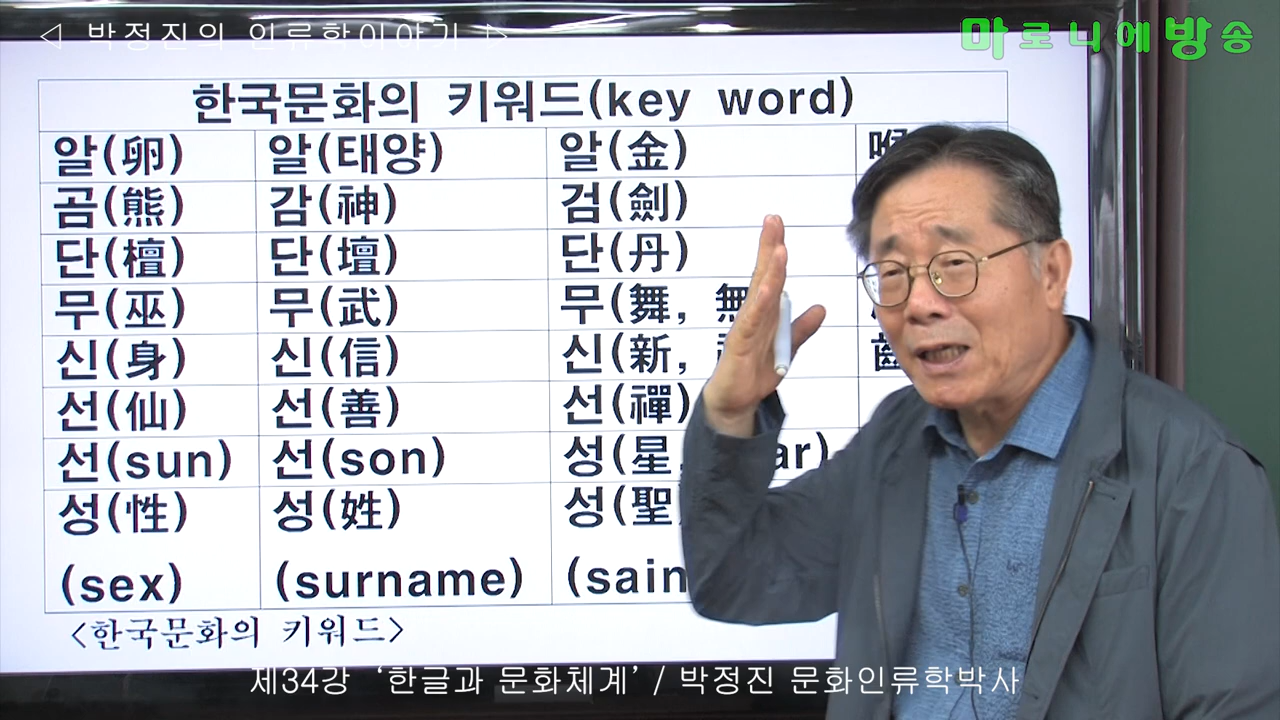 ◁ 박정진의 인류학이야기 ▷
마로니에방송
한국문화의 키워드(key word)
알(卵) 알(태양) 알(金) 喉
곰(熊) 감(神) 검(劍)
단(檀) 단(壇) 단(丹)
무(巫) 무(武) 무(舞, 無
신(身) 신(信) 신(新,
선(仙) 선(善) 선(禪)
선(sun) 선(son) 성(星,
성(性) 성(姓) 성(聖
(sex) (surname)
<한국문화의 키워드>
제34강 ‘한글과 문화체계’ / 박정진 문화인류학박사